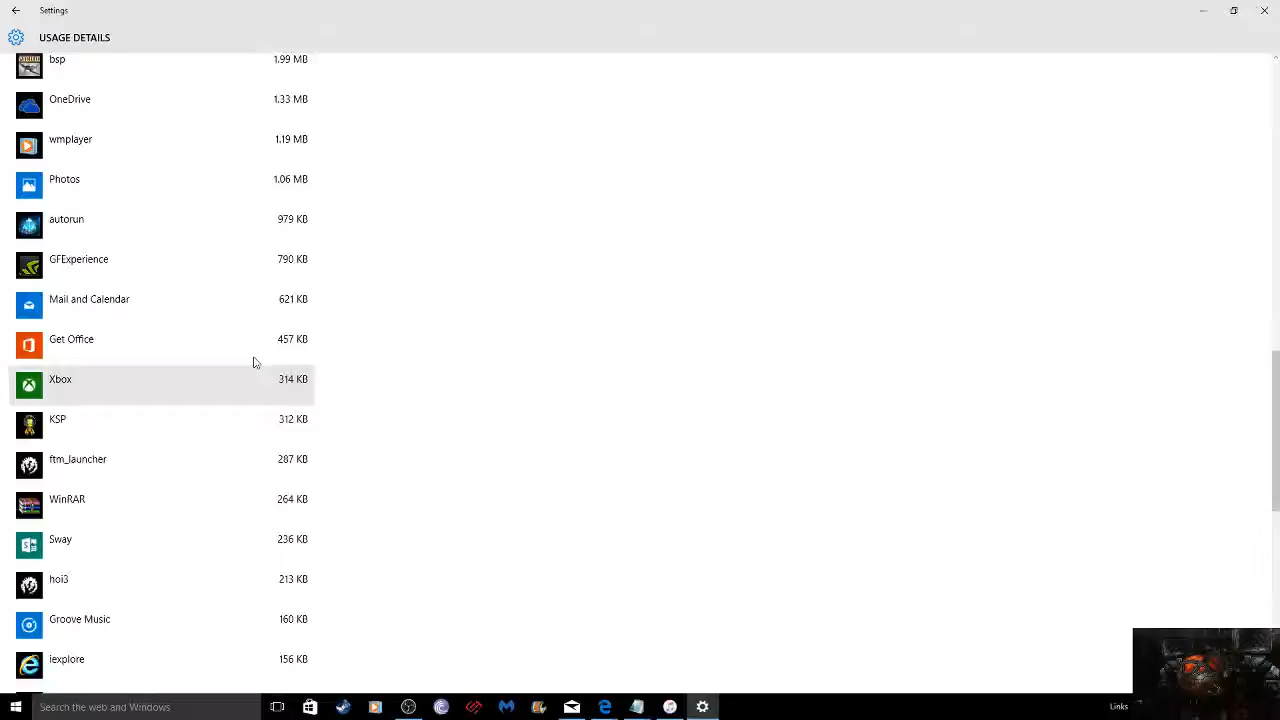 Settings
USAGE DETAILS
bsp 1.99 MB
OneDrive 1.33 MB
wmplayer 1.19 MB
Photos 1.06 MB
autorun 979 KB
GFExperience 790 KB
Mail and Calendar 621 KB
Get Office 457 KB
Xbox 314 KB
KSP 312 KB
ftm_launcher 287 KB
WinRAR 264 KB
Sway 236 KB
hoi3 213 KB
Groove Music 160 KB
iexplore 156 KB
Search the web and Windows
Links